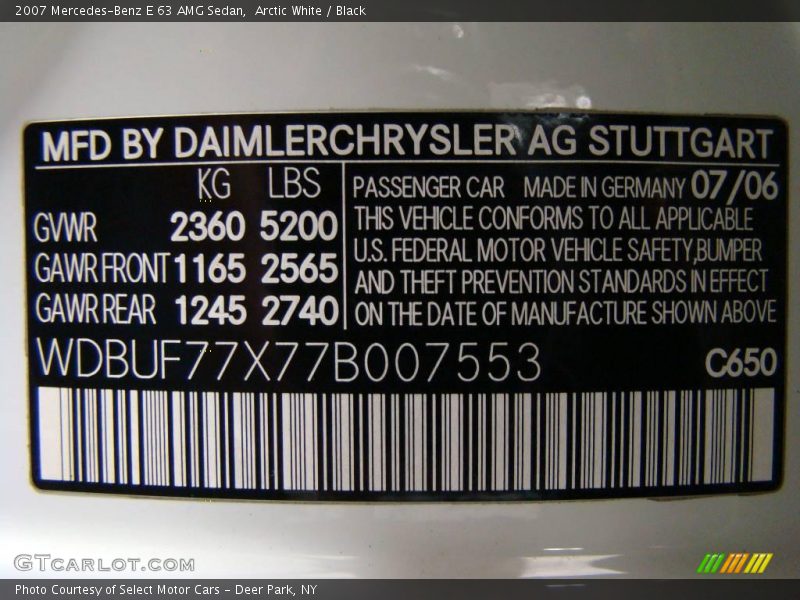 2007 Mercedes-Benz E 63 AMG Sedan,  Arctic White / Black
MFD BY DAIMLERCHRYSLER AG STUTTGART
KG LBS
GVWR 2360 5200
GAWR FRONT 1165 2565
GAWR REAR 1245 2740
PASSENGER CAR MADE IN GERMANY 07/06
THIS VEHICLE CONFORMS TO ALL APPLICABLE
U.S. FEDERAL MOTOR VEHICLE SAFETY,BUMPER
AND THEFT PREVENTION STANDARDS IN EFFECT
ON THE DATE OF MANUFACTURE SHOWN ABOVE
WDBUF77X77B007553 C650
GTCARLOT.COM
Photo Courtesy of Select Motor Cars - Deer Park, NY